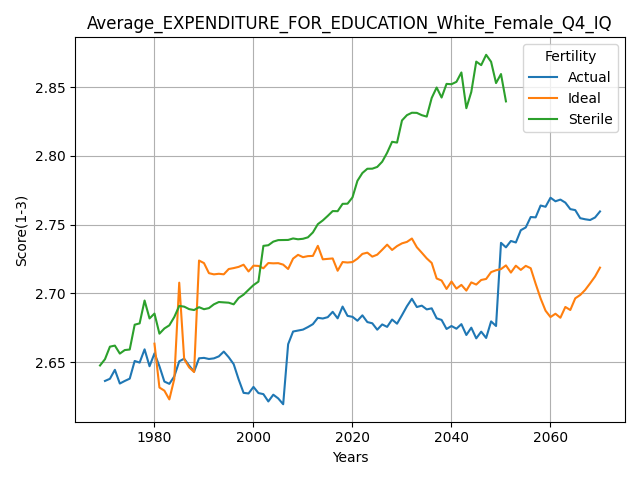 Average_EXPENDITURE_FOR_EDUCATION_White_Female_Q4_IQ
Fertility
Actual
Ideal
Sterile
Score(1-3)
2.85
2.80
2.75
2.70
2.65
1980
2000
2020
2040
2060
Years